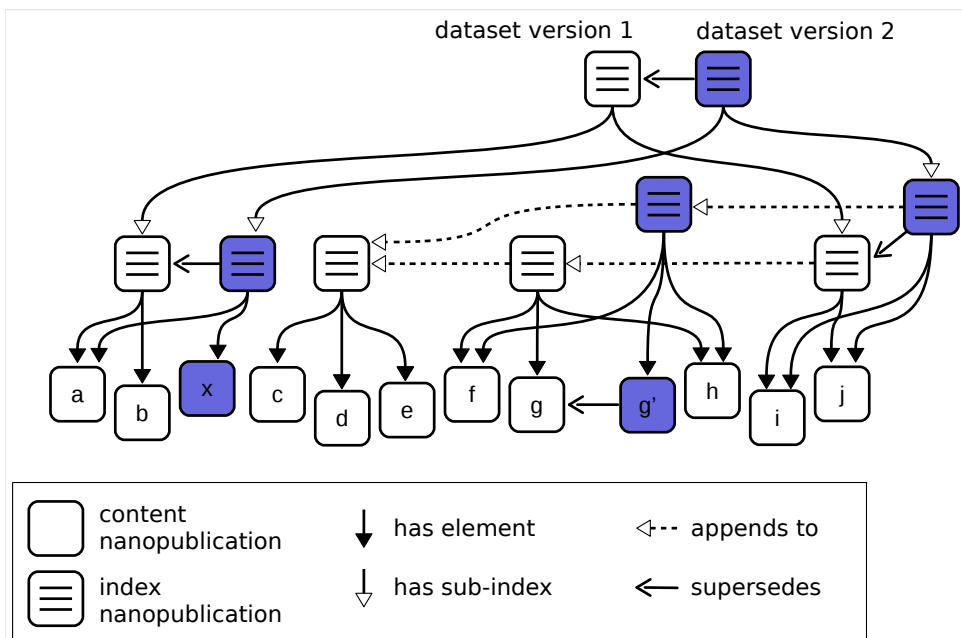 dataset version 1
dataset version 2
a
b
x
c
d
e
f
g
g’
h
i
j
content
nanopublication
has element
appends to
index
nanopublication
has sub-index
supersedes